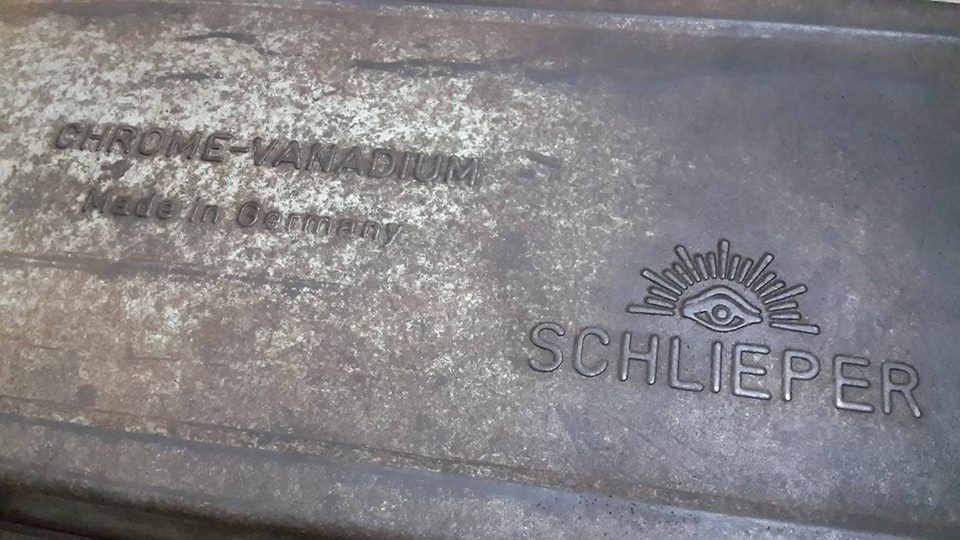 CHROME-VANADIUM
Made in Germany
SCHLIEPER